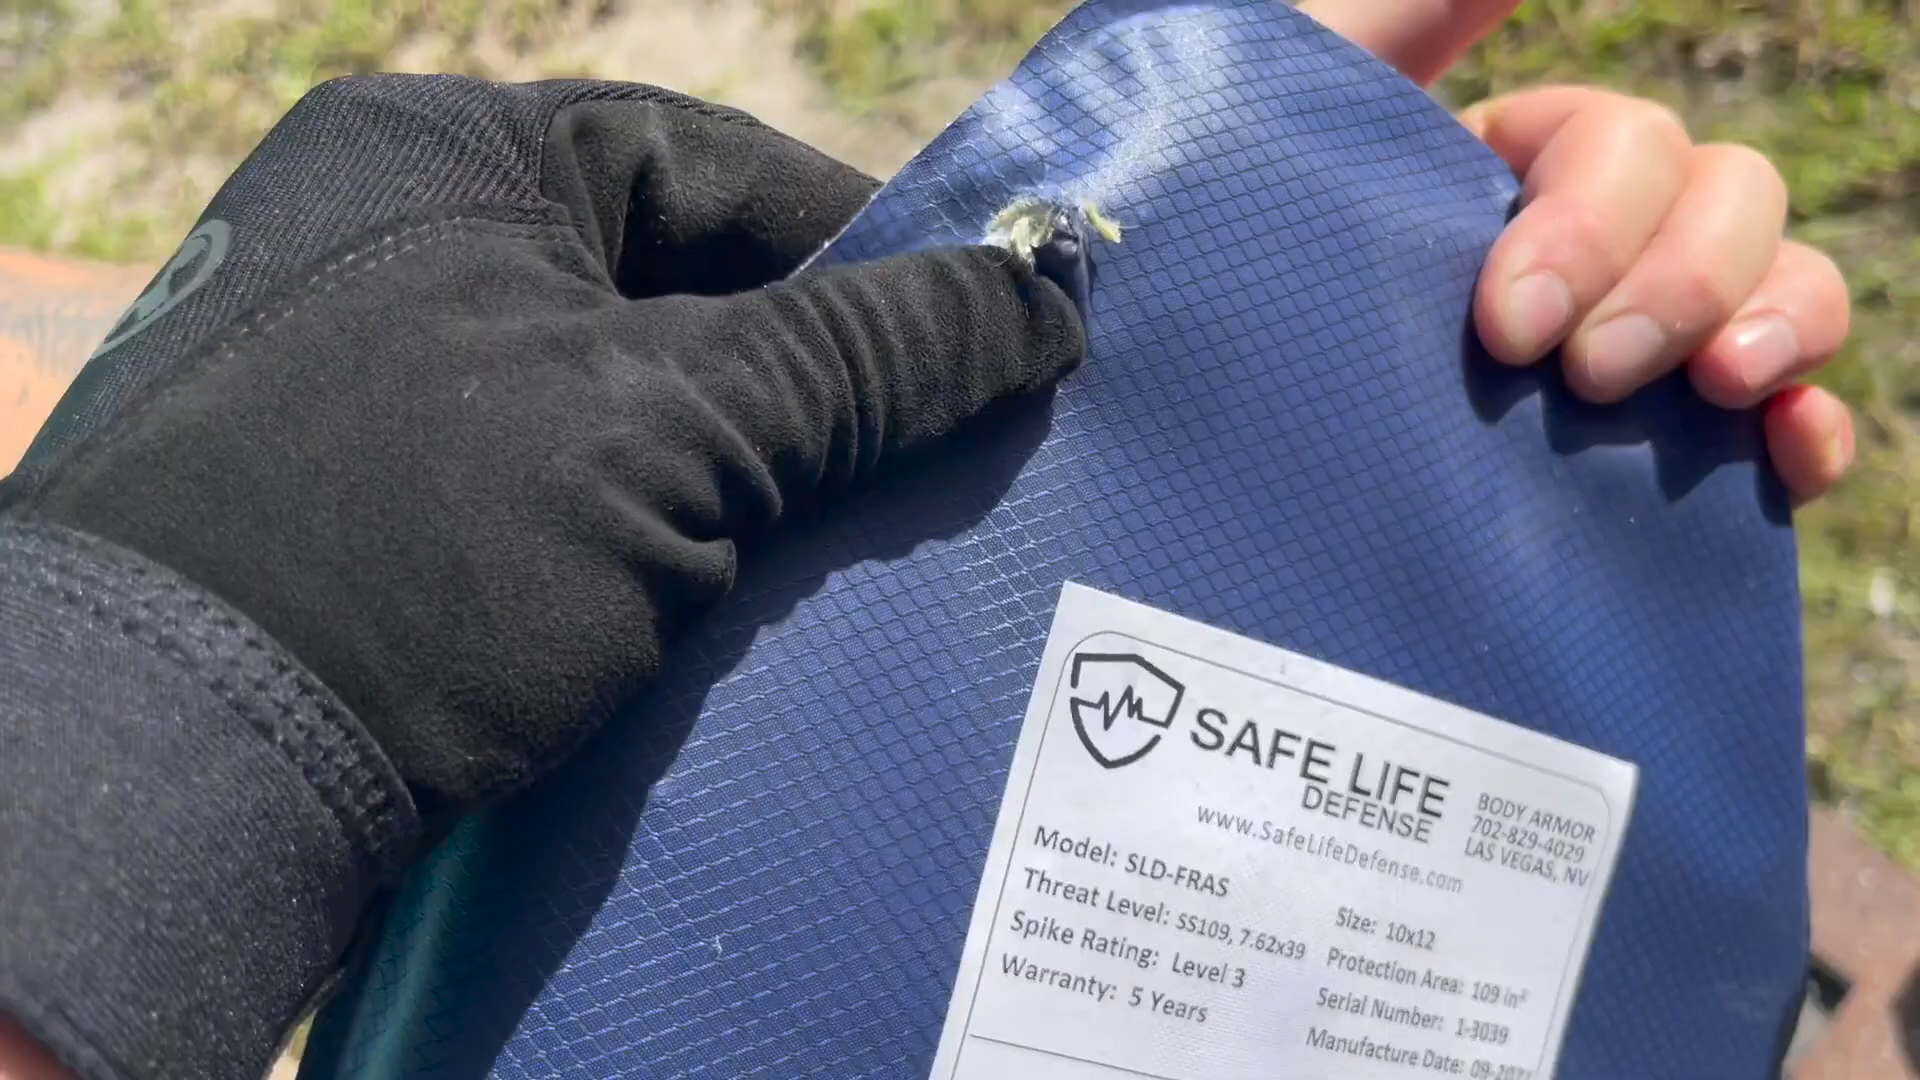 SAFE LIFE
DEFENSE
BODY ARMOR
702-829-4029
LAS VEGAS, NV
www.SafeLifeDefense.com
Model: SLD-FRAS
Threat Level: SS109, 7.62x39
Spike Rating: Level 3
Warranty: 5 Years
Size: 10x12
Protection Area: 109 in²
Serial Number: 1-3039
Manufacture Date: